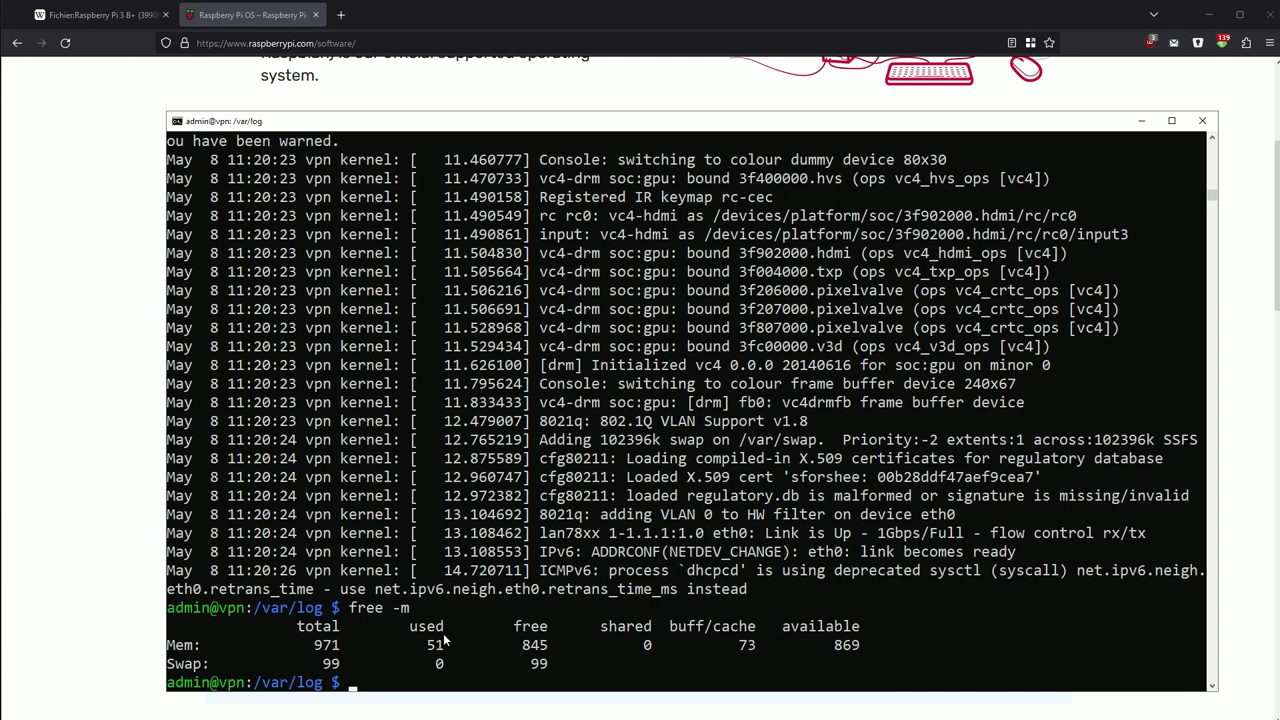 Fichier:Raspberry Pi 3 B+ (3990
Raspberry Pi OS – Raspberry Pi
https://www.raspberrypi.com/software/
3
139
system.
admin@vpn: /var/log
ou have been warned.
May  8 11:20:23 vpn kernel: [   11.460777] Console: switching to colour dummy device 80x30
May  8 11:20:23 vpn kernel: [   11.470733] vc4-drm soc:gpu: bound 3f400000.hvs (ops vc4_hvs_ops [vc4])
May  8 11:20:23 vpn kernel: [   11.490158] Registered IR keymap rc-cec
May  8 11:20:23 vpn kernel: [   11.490549] rc rc0: vc4-hdmi as /devices/platform/soc/3f902000.hdmi/rc/rc0
May  8 11:20:23 vpn kernel: [   11.490861] input: vc4-hdmi as /devices/platform/soc/3f902000.hdmi/rc/rc0/input3
May  8 11:20:23 vpn kernel: [   11.504830] vc4-drm soc:gpu: bound 3f902000.hdmi (ops vc4_hdmi_ops [vc4])
May  8 11:20:23 vpn kernel: [   11.505664] vc4-drm soc:gpu: bound 3f004000.txp (ops vc4_txp_ops [vc4])
May  8 11:20:23 vpn kernel: [   11.506216] vc4-drm soc:gpu: bound 3f206000.pixelvalve (ops vc4_crtc_ops [vc4])
May  8 11:20:23 vpn kernel: [   11.506691] vc4-drm soc:gpu: bound 3f207000.pixelvalve (ops vc4_crtc_ops [vc4])
May  8 11:20:23 vpn kernel: [   11.528968] vc4-drm soc:gpu: bound 3f807000.pixelvalve (ops vc4_crtc_ops [vc4])
May  8 11:20:23 vpn kernel: [   11.529434] vc4-drm soc:gpu: bound 3fc00000.v3d (ops vc4_v3d_ops [vc4])
May  8 11:20:23 vpn kernel: [   11.626100] [drm] Initialized vc4 0.0.0 20140616 for soc:gpu on minor 0
May  8 11:20:23 vpn kernel: [   11.795624] Console: switching to colour frame buffer device 240x67
May  8 11:20:23 vpn kernel: [   11.833433] vc4-drm soc:gpu: [drm] fb0: vc4drmfb frame buffer device
May  8 11:20:23 vpn kernel: [   12.479007] 8021q: 802.1Q VLAN Support v1.8
May  8 11:20:24 vpn kernel: [   12.765219] Adding 102396k swap on /var/swap.  Priority:-2 extents:1 across:102396k SSFS
May  8 11:20:24 vpn kernel: [   12.875589] cfg80211: Loading compiled-in X.509 certificates for regulatory database
May  8 11:20:24 vpn kernel: [   12.960747] cfg80211: Loaded X.509 cert 'sforshee: 00b28ddf47aef9cea7'
May  8 11:20:24 vpn kernel: [   12.972382] cfg80211: loaded regulatory.db is malformed or signature is missing/invalid
May  8 11:20:24 vpn kernel: [   13.104692] 8021q: adding VLAN 0 to HW filter on device eth0
May  8 11:20:24 vpn kernel: [   13.108462] lan78xx 1-1.1.1:1.0 eth0: Link is Up - 1Gbps/Full - flow control rx/tx
May  8 11:20:24 vpn kernel: [   13.108553] IPv6: ADDRCONF(NETDEV_CHANGE): eth0: link becomes ready
May  8 11:20:26 vpn kernel: [   14.720711] ICMPv6: process `dhcpcd' is using deprecated sysctl (syscall) net.ipv6.neigh.
eth0.retrans_time - use net.ipv6.neigh.eth0.retrans_time_ms instead
admin@vpn:/var/log $ free -m
total used free shared buff/cache available
Mem: 971 51 845 0 73 869
Swap: 99 0 99
admin@vpn:/var/log $